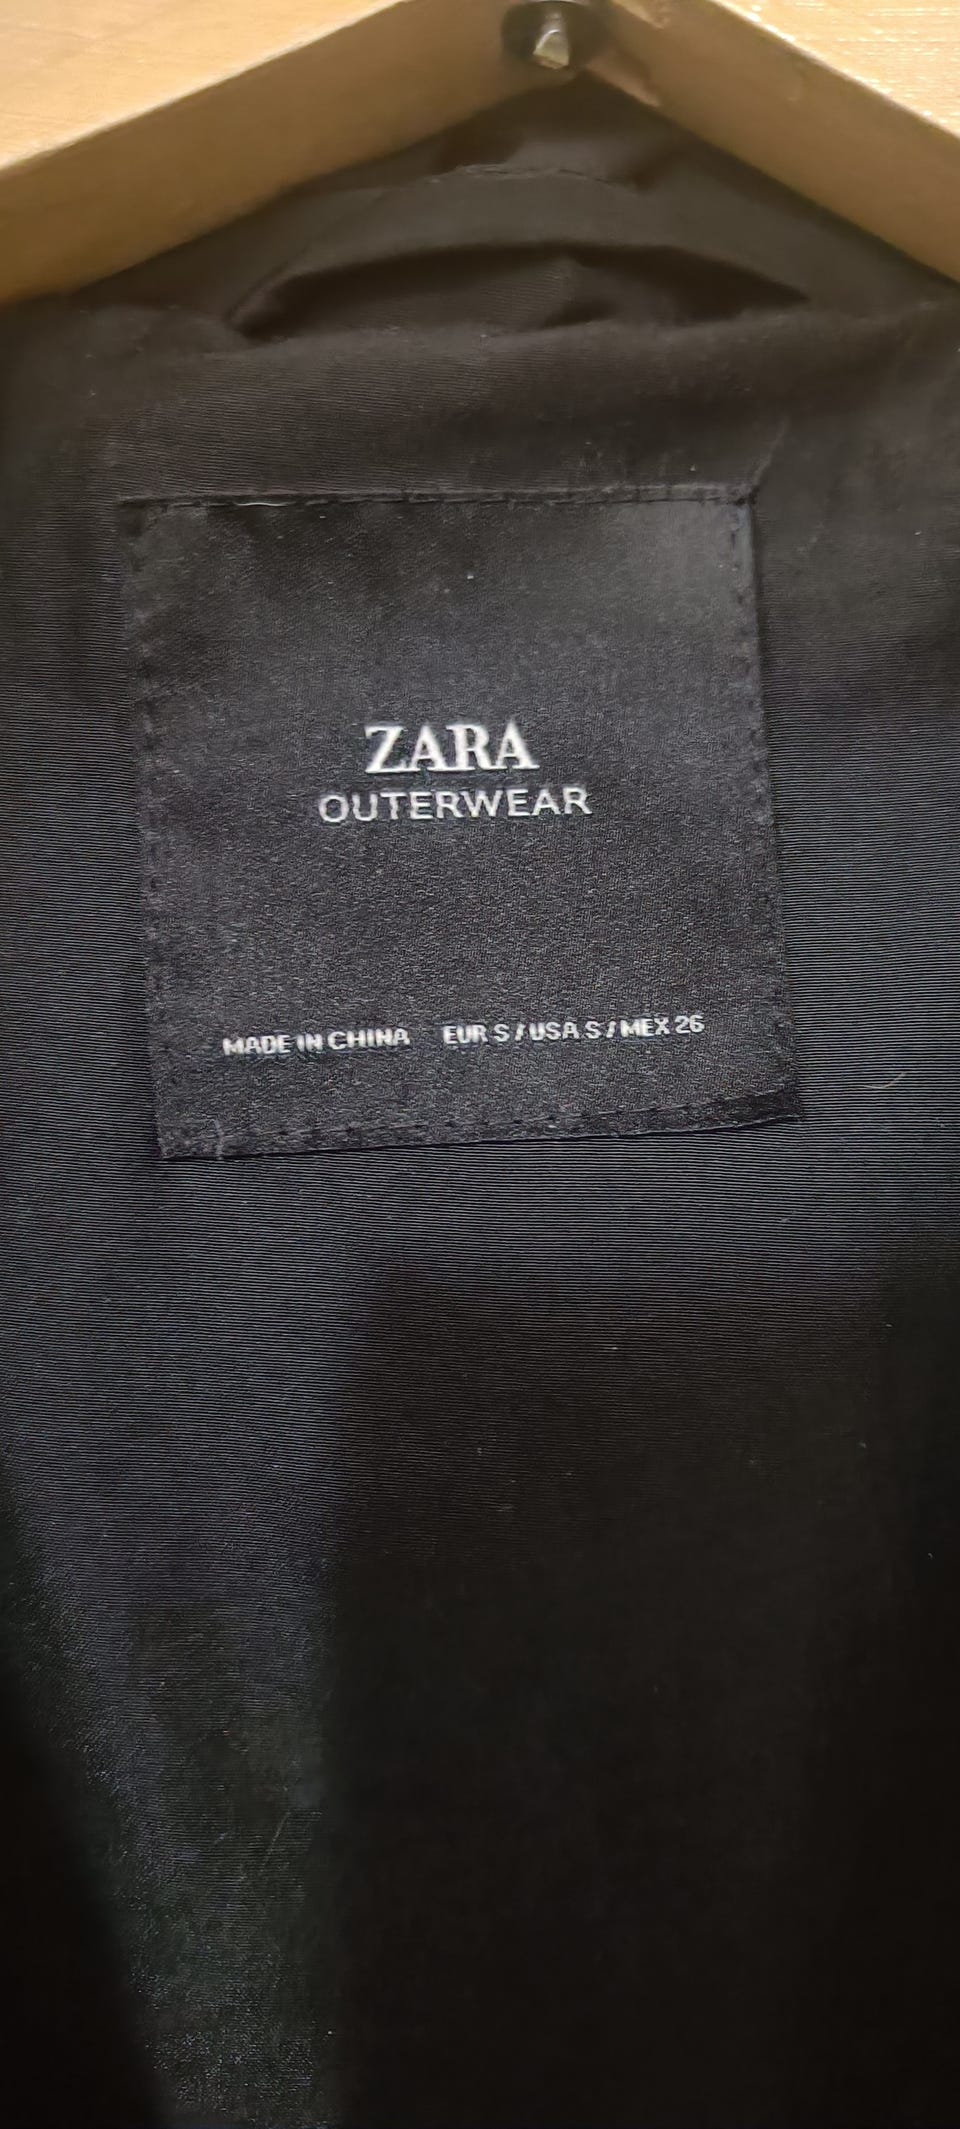 ZARA
OUTERWEAR
MADE IN CHINA EUR S / USA S / MEX 26